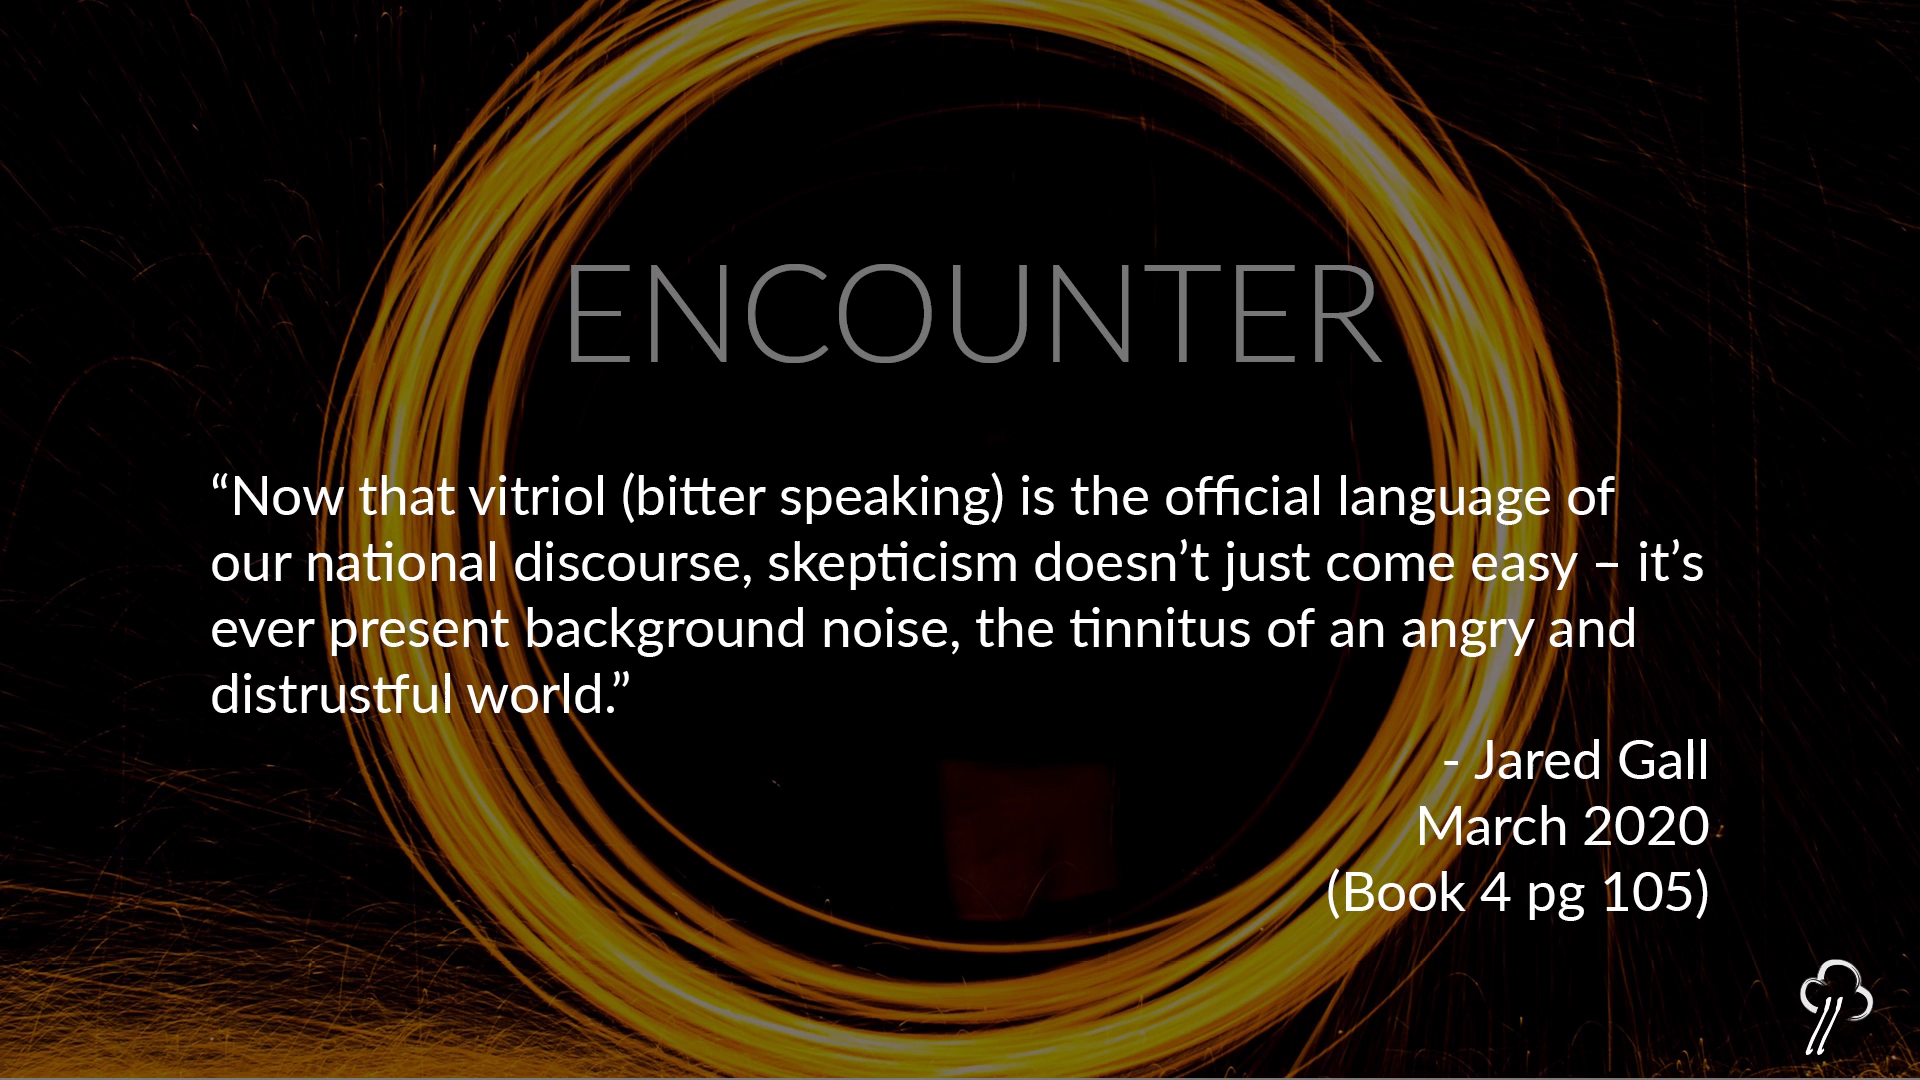 ENCOUNTER
“Now that vitriol (bitter speaking) is the official language of
our national discourse, skepticism doesn’t just come easy – it’s
ever present background noise, the tinnitus of an angry and
distrustful world.”
- Jared Gall
March 2020
(Book 4 pg 105)